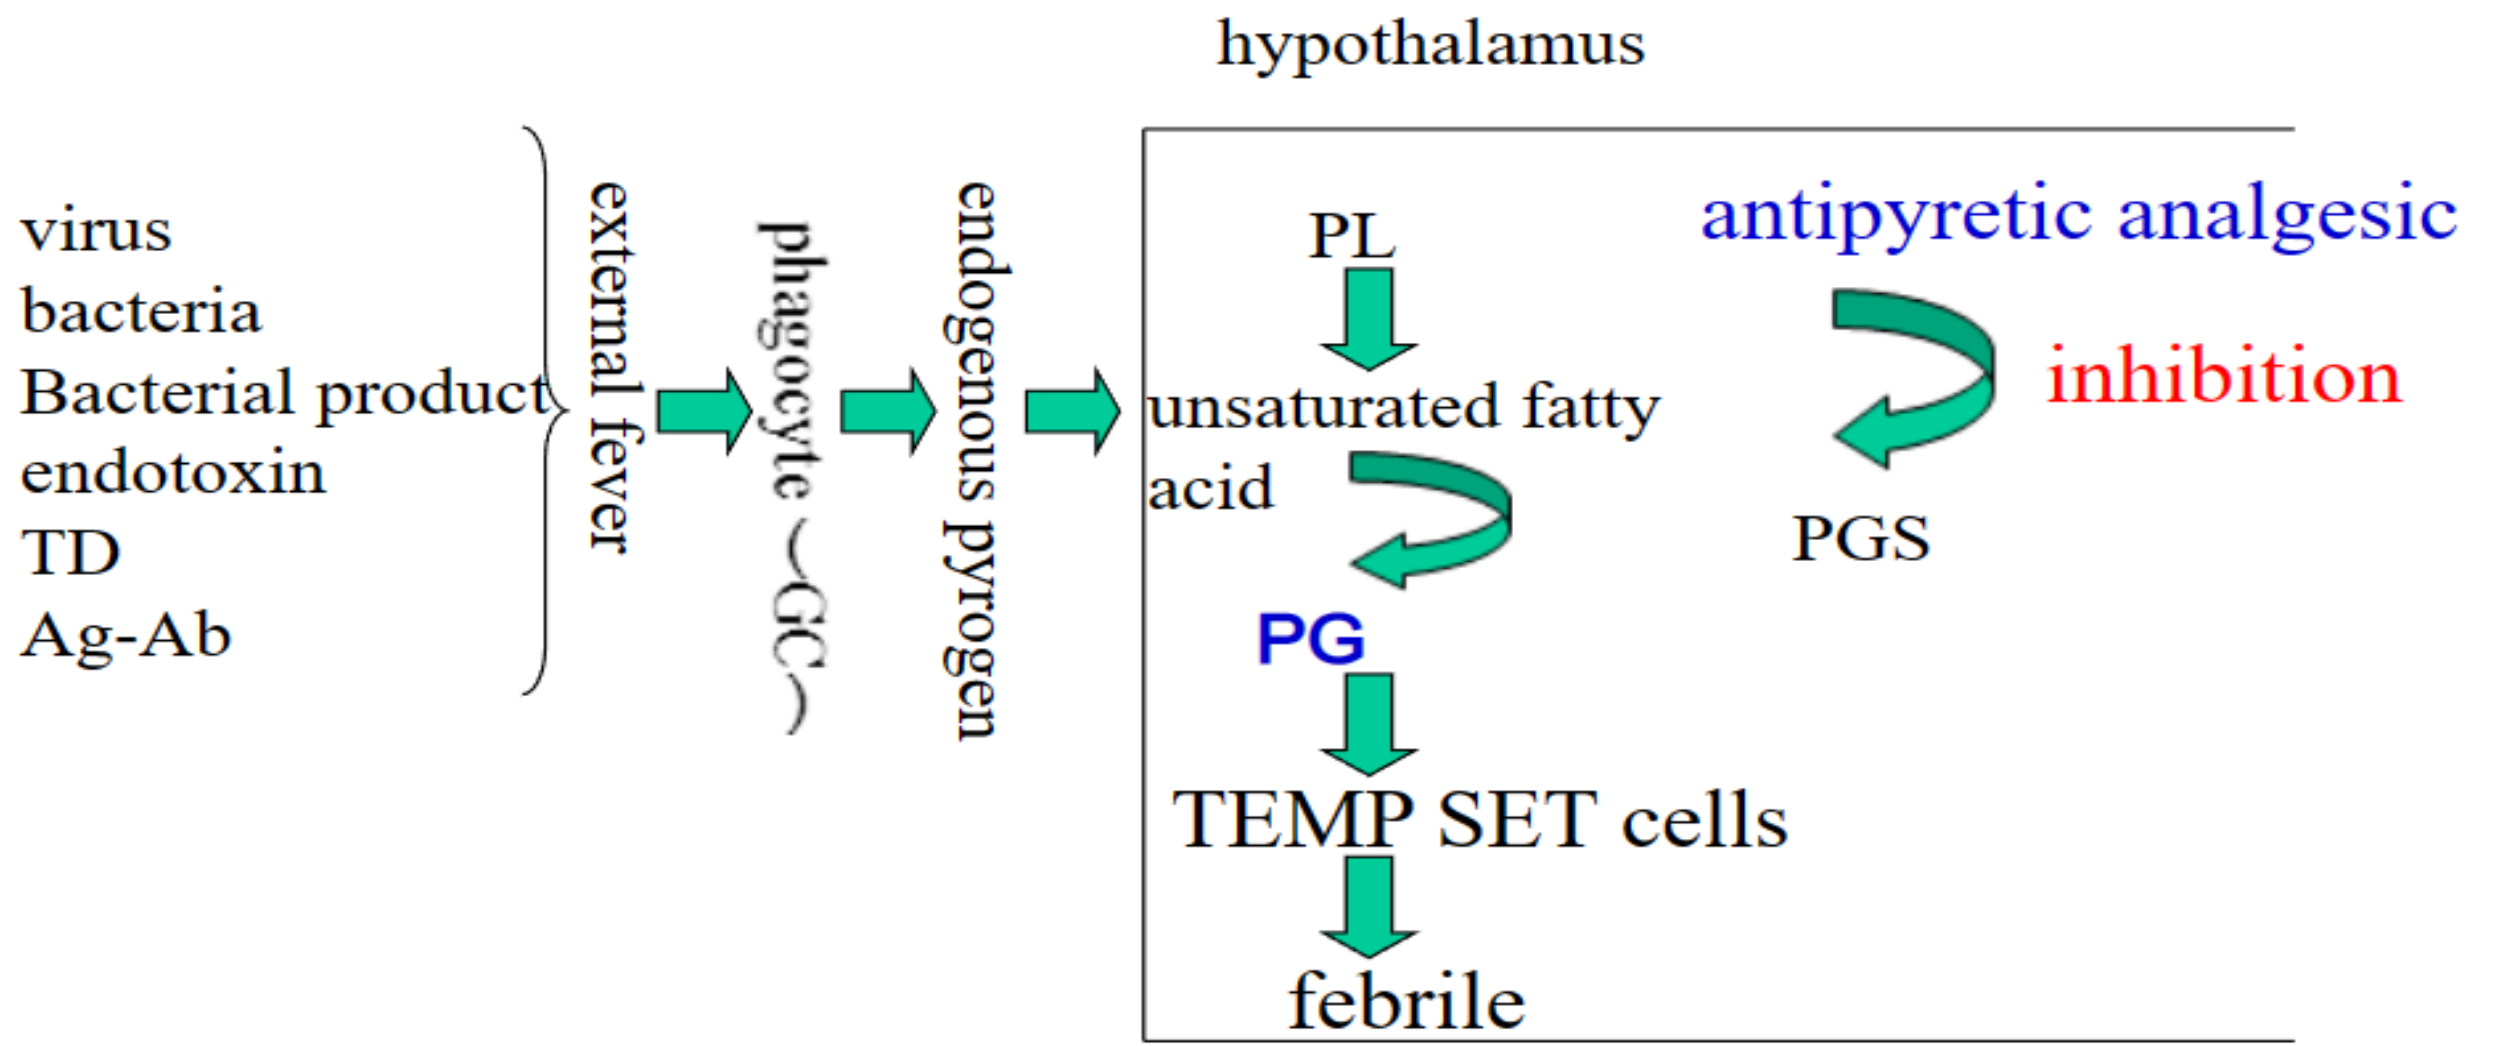 hypothalamus
virus
bacteria
Bacterial product
endotoxin
TD
Ag-Ab
external fever
phagocyte (GC)
endogenous pyrogen
PL
unsaturated fatty
acid
PG
TEMP SET cells
febrile
antipyretic analgesic
inhibition
PGS